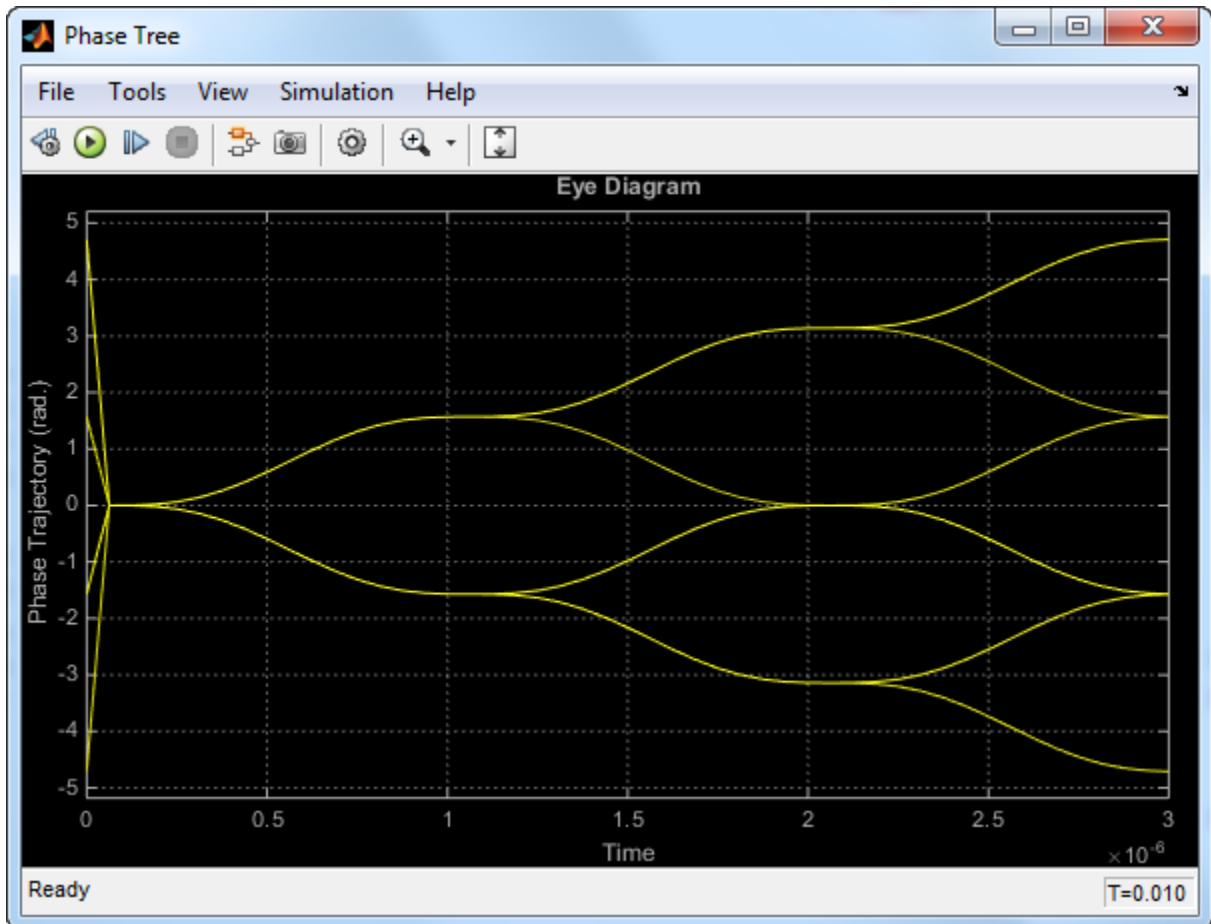 Phase Tree
File Tools View Simulation Help
Eye Diagram
Phase Trajectory (rad.)
5
4
3
2
1
0
-1
-2
-3
-4
-5
0 0.5 1 1.5 2 2.5 3
Time
×10⁻⁶
Ready
T=0.010